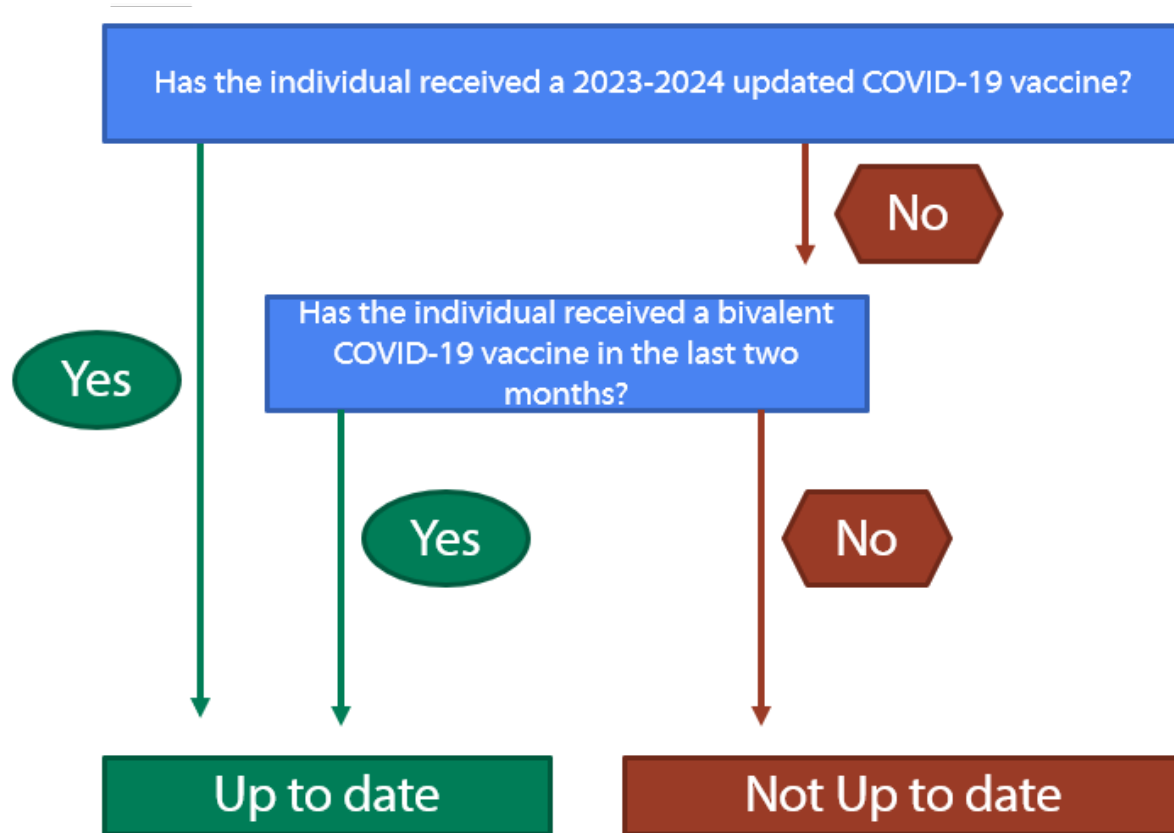 Has the individual received a 2023-2024 updated COVID-19 vaccine?
No
Has the individual received a bivalent
COVID-19 vaccine in the last two
months?
Yes
Yes
No
Up to date
Not Up to date